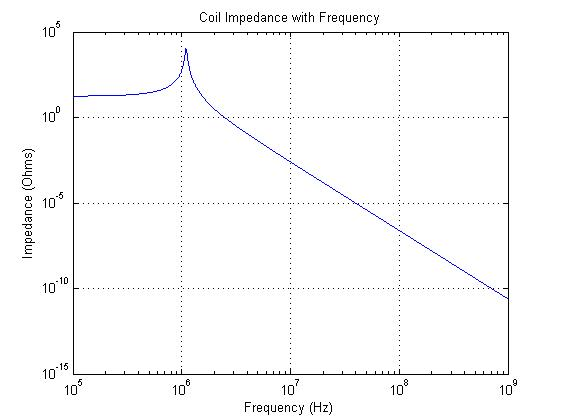 Coil Impedance with Frequency
10^5
10^0
10^-5
10^-10
10^-15
Impedance (Ohms)
10^5 10^6 10^7 10^8 10^9
Frequency (Hz)